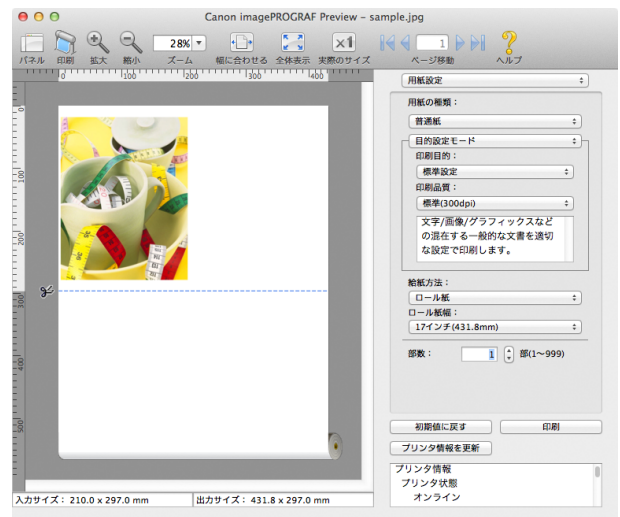 Canon imagePROGRAF Preview – sample.jpg
パネル 印刷 拡大 縮小 28% ズーム 幅に合わせる 全体表示 ×1 実際のサイズ 1 ページ移動 ヘルプ
0 100 200 300 400
0
100
200
300
400
500
用紙設定
用紙の種類：
普通紙
目的設定モード
印刷目的：
標準設定
印刷品質：
標準(300dpi)
文字/画像/グラフィックスなど
の混在する一般的な文書を適切
な設定で印刷します。
給紙方法：
ロール紙
ロール紙幅：
17インチ(431.8mm)
部数： 1 部(1〜999)
初期値に戻す 印刷
プリンタ情報を更新
プリンタ情報
プリンタ状態
オンライン
入力サイズ： 210.0 x 297.0 mm 出力サイズ： 431.8 x 297.0 mm